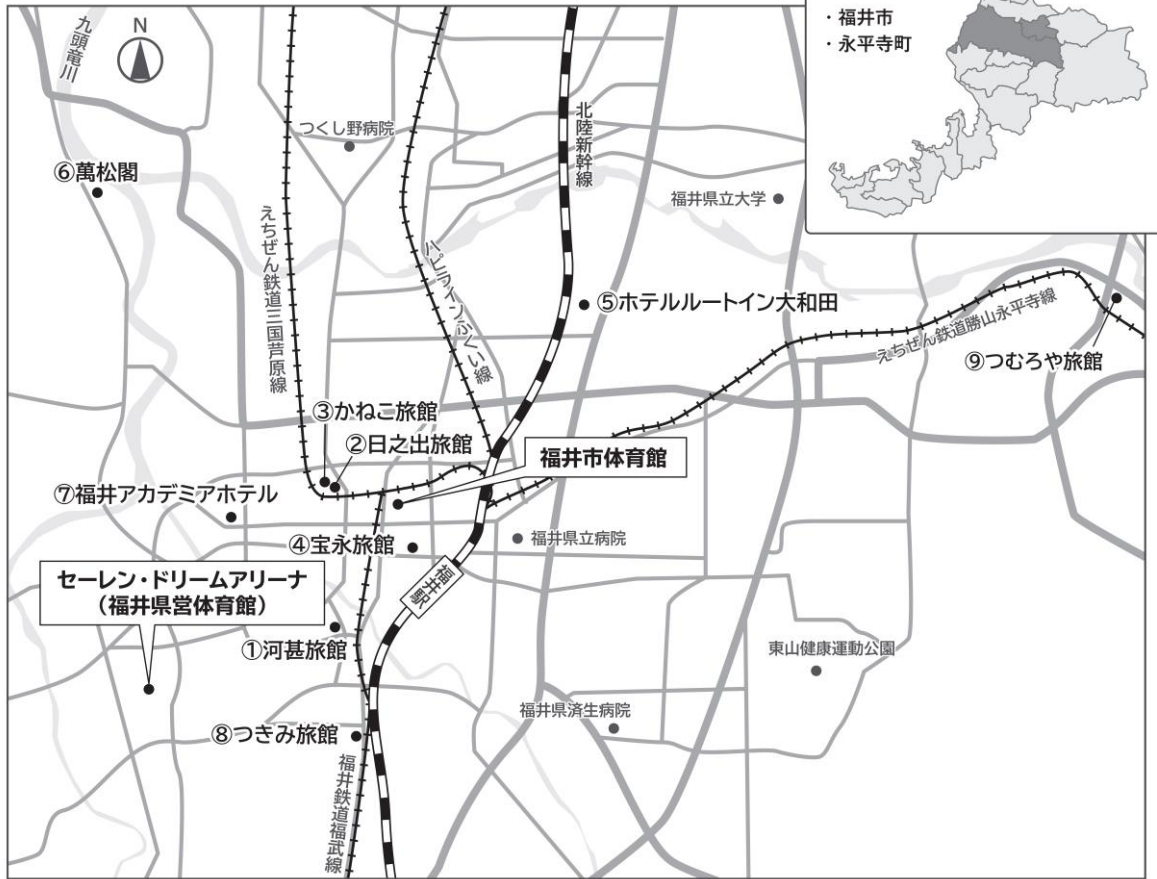 ・福井市
・永平寺町
N
九頭竜川
つくし野病院
北陸新幹線
⑥萬松閣
福井県立大学
えちぜん鉄道三国芦原線
ハピラインふくい線
⑤ホテルルートイン大和田
えちぜん鉄道勝山永平寺線
⑨つむろや旅館
③かねこ旅館
②日之出旅館
福井市体育館
⑦福井アカデミアホテル
④宝永旅館
福井県立病院
セーレン・ドリームアリーナ
（福井県営体育館）
福井駅
①河甚旅館
東山健康運動公園
福井県済生病院
⑧つきみ旅館
福井鉄道福武線